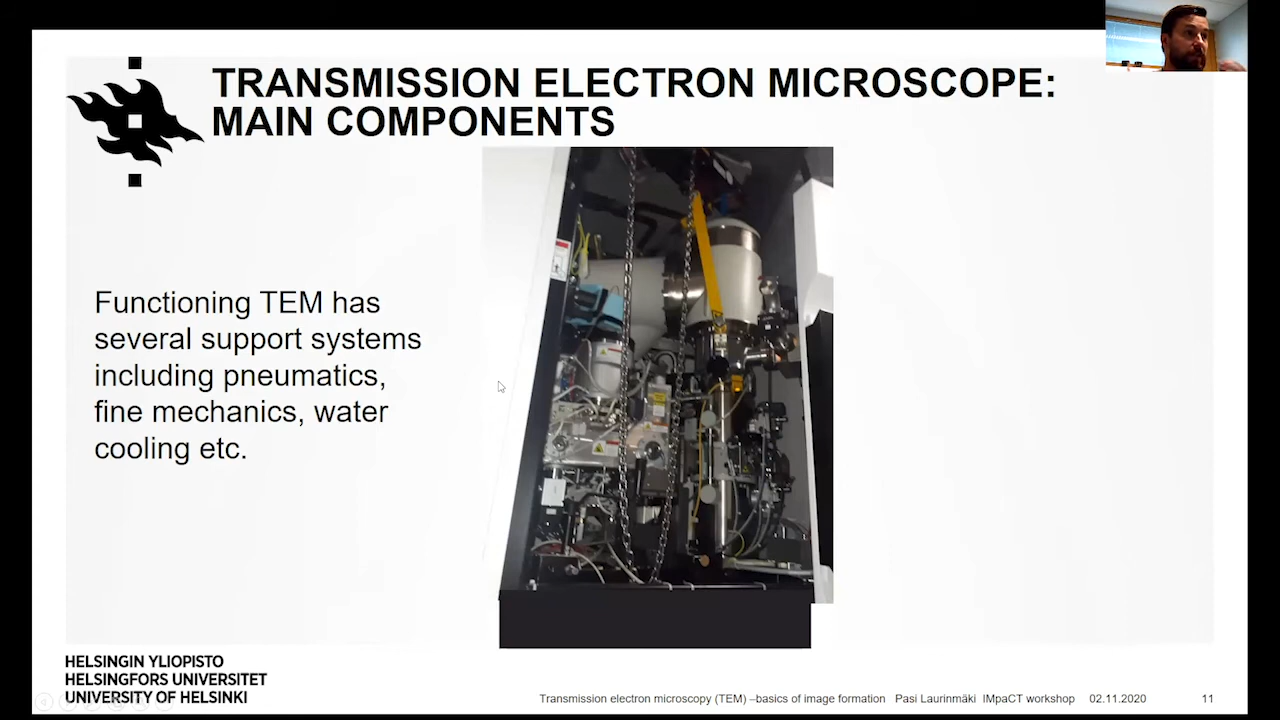 TRANSMISSION ELECTRON MICROSCOPE:
MAIN COMPONENTS
Functioning TEM has
several support systems
including pneumatics,
fine mechanics, water
cooling etc.
HELSINGIN YLIOPISTO
HELSINGFORS UNIVERSITET
UNIVERSITY OF HELSINKI
Transmission electron microscopy (TEM) –basics of image formation Pasi Laurinmäki IMpaCT workshop 02.11.2020 11